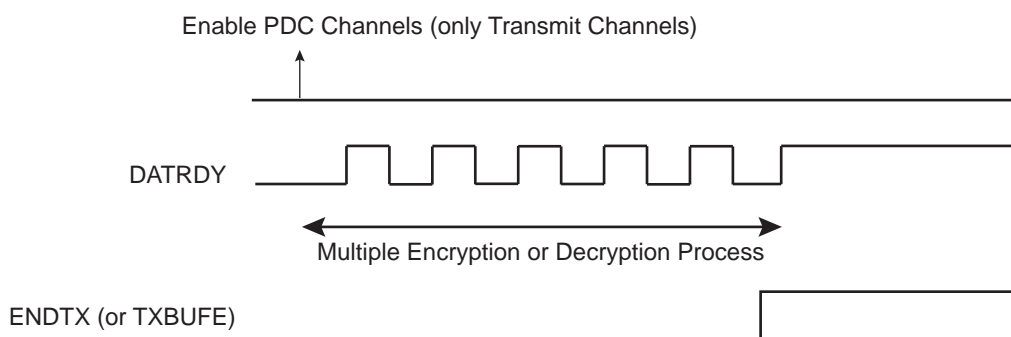 Enable PDC Channels (only Transmit Channels)
DATRDY
Multiple Encryption or Decryption Process
ENDTX (or TXBUFE)